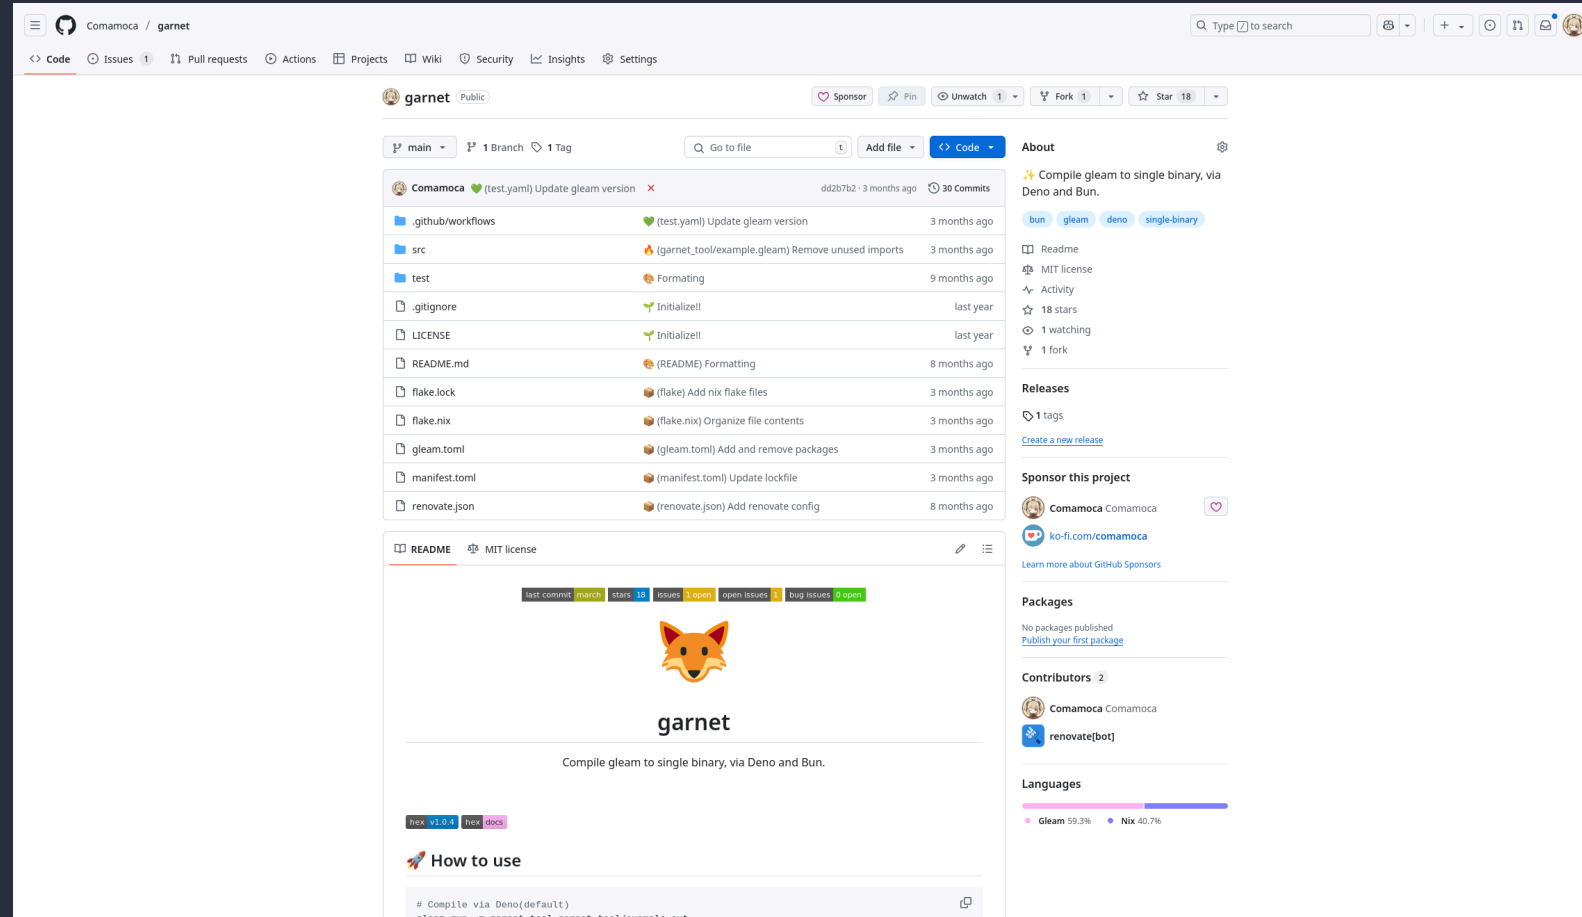 Comamoca / garnet
Type / to search
Code Issues 1 Pull requests Actions Projects Wiki Security Insights Settings
garnet Public
Sponsor Pin Unwatch 1 Fork 1 Star 18
main 1 Branch 1 Tag
Go to file t Add file Code
Comamoca 💚 (test.yaml) Update gleam version
dd2b7b2 · 3 months ago 30 Commits
.github/workflows 💚 (test.yaml) Update gleam version 3 months ago
src 🔥 (garnet_tool/example.gleam) Remove unused imports 3 months ago
test 🎨 Formating 9 months ago
.gitignore 🌱 Initialize!! last year
LICENSE 🌱 Initialize!! last year
README.md 🎨 (README) Formatting 8 months ago
flake.lock 📦 (flake) Add nix flake files 3 months ago
flake.nix 📦 (flake.nix) Organize file contents 3 months ago
gleam.toml 📦 (gleam.toml) Add and remove packages 3 months ago
manifest.toml 📦 (manifest.toml) Update lockfile 3 months ago
renovate.json 📦 (renovate.json) Add renovate config 8 months ago
README MIT license
last commit march stars 18 issues 1 open open issues 1 bug issues 0 open
garnet
Compile gleam to single binary, via Deno and Bun.
hex v1.0.4 hex docs
🚀 How to use
# Compile via Deno(default)
About
✨ Compile gleam to single binary, via
Deno and Bun.
bun gleam deno single-binary
Readme
MIT license
Activity
18 stars
1 watching
1 fork
Releases
1 tags
Create a new release
Sponsor this project
Comamoca Comamoca
ko-fi.com/comamoca
Learn more about GitHub Sponsors
Packages
No packages published
Publish your first package
Contributors 2
Comamoca Comamoca
renovate[bot]
Languages
Gleam 59.3% Nix 40.7%